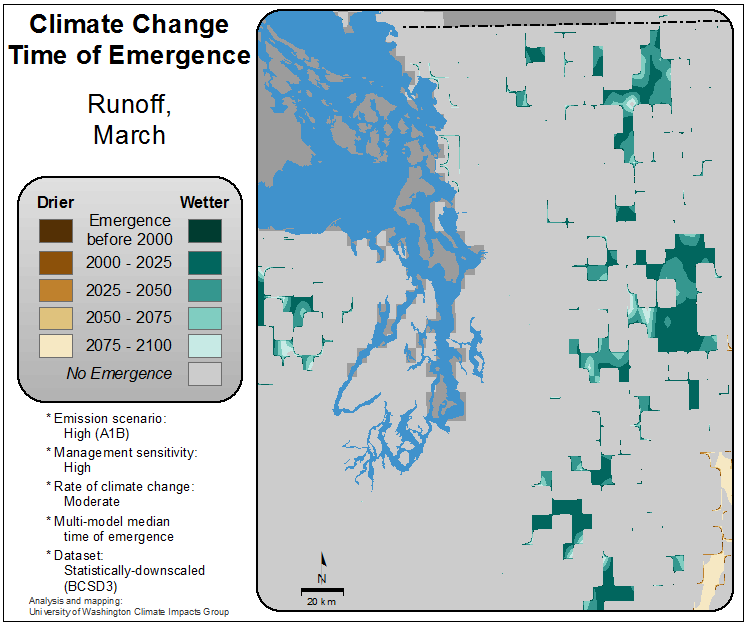 Climate Change
Time of Emergence
Runoff,
March
Drier Wetter
Emergence
before 2000
2000 - 2025
2025 - 2050
2050 - 2075
2075 - 2100
No Emergence
* Emission scenario:
High (A1B)
* Management sensitivity:
High
* Rate of climate change:
Moderate
* Multi-model median
time of emergence
* Dataset:
Statistically-downscaled
(BCSD3)
Analysis and mapping:
University of Washington Climate Impacts Group
N
20 km